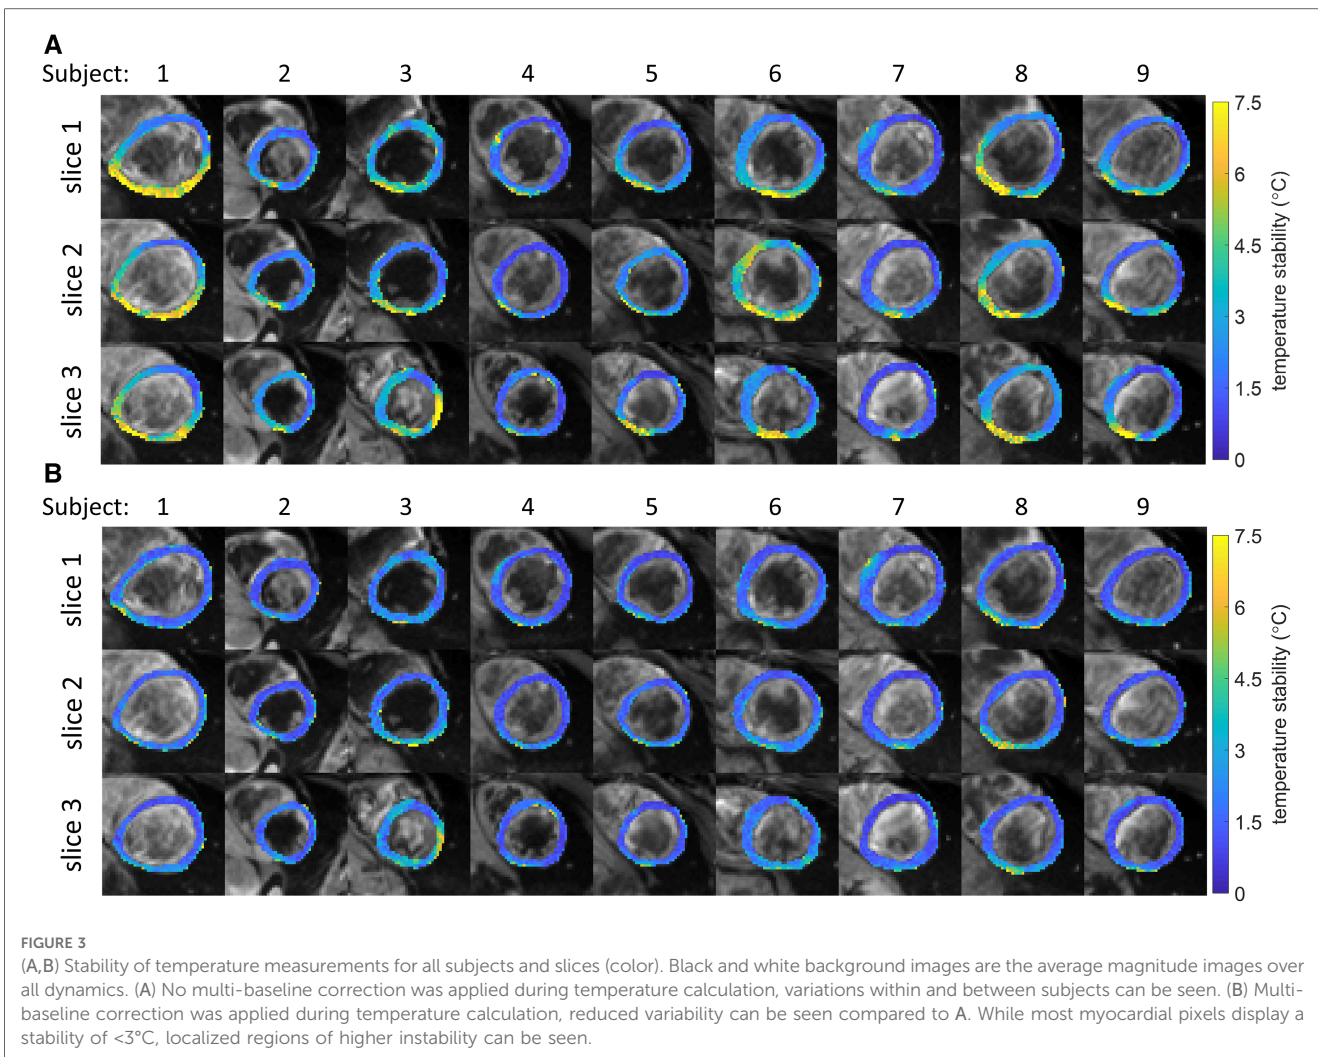 A
Subject: 1 2 3 4 5 6 7 8 9
slice 1
slice 2
slice 3
7.5
6
4.5
3
1.5
0
temperature stability (°C)
B
Subject: 1 2 3 4 5 6 7 8 9
slice 1
slice 2
slice 3
7.5
6
4.5
3
1.5
0
temperature stability (°C)
FIGURE 3
(A,B) Stability of temperature measurements for all subjects and slices (color). Black and white background images are the average magnitude images over
all dynamics. (A) No multi-baseline correction was applied during temperature calculation, variations within and between subjects can be seen. (B) Multi-
baseline correction was applied during temperature calculation, reduced variability can be seen compared to A. While most myocardial pixels display a
stability of <3°C, localized regions of higher instability can be seen.